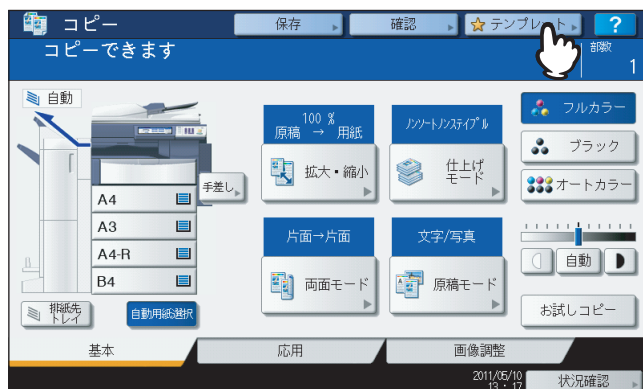 コピー
保存
確認
テンプレート
?
コピーできます
部数
1
自動
100 %
原稿 → 用紙
拡大・縮小
ノンソートノンステイプル
仕上げ
モード
フルカラー
ブラック
オートカラー
手差し
A4
A3
A4-R
B4
片面→片面
両面モード
文字/写真
原稿モード
自動
排紙先
トレイ
自動用紙選択
お試しコピー
基本
応用
画像調整
2011/05/10
13 : 17
状況確認